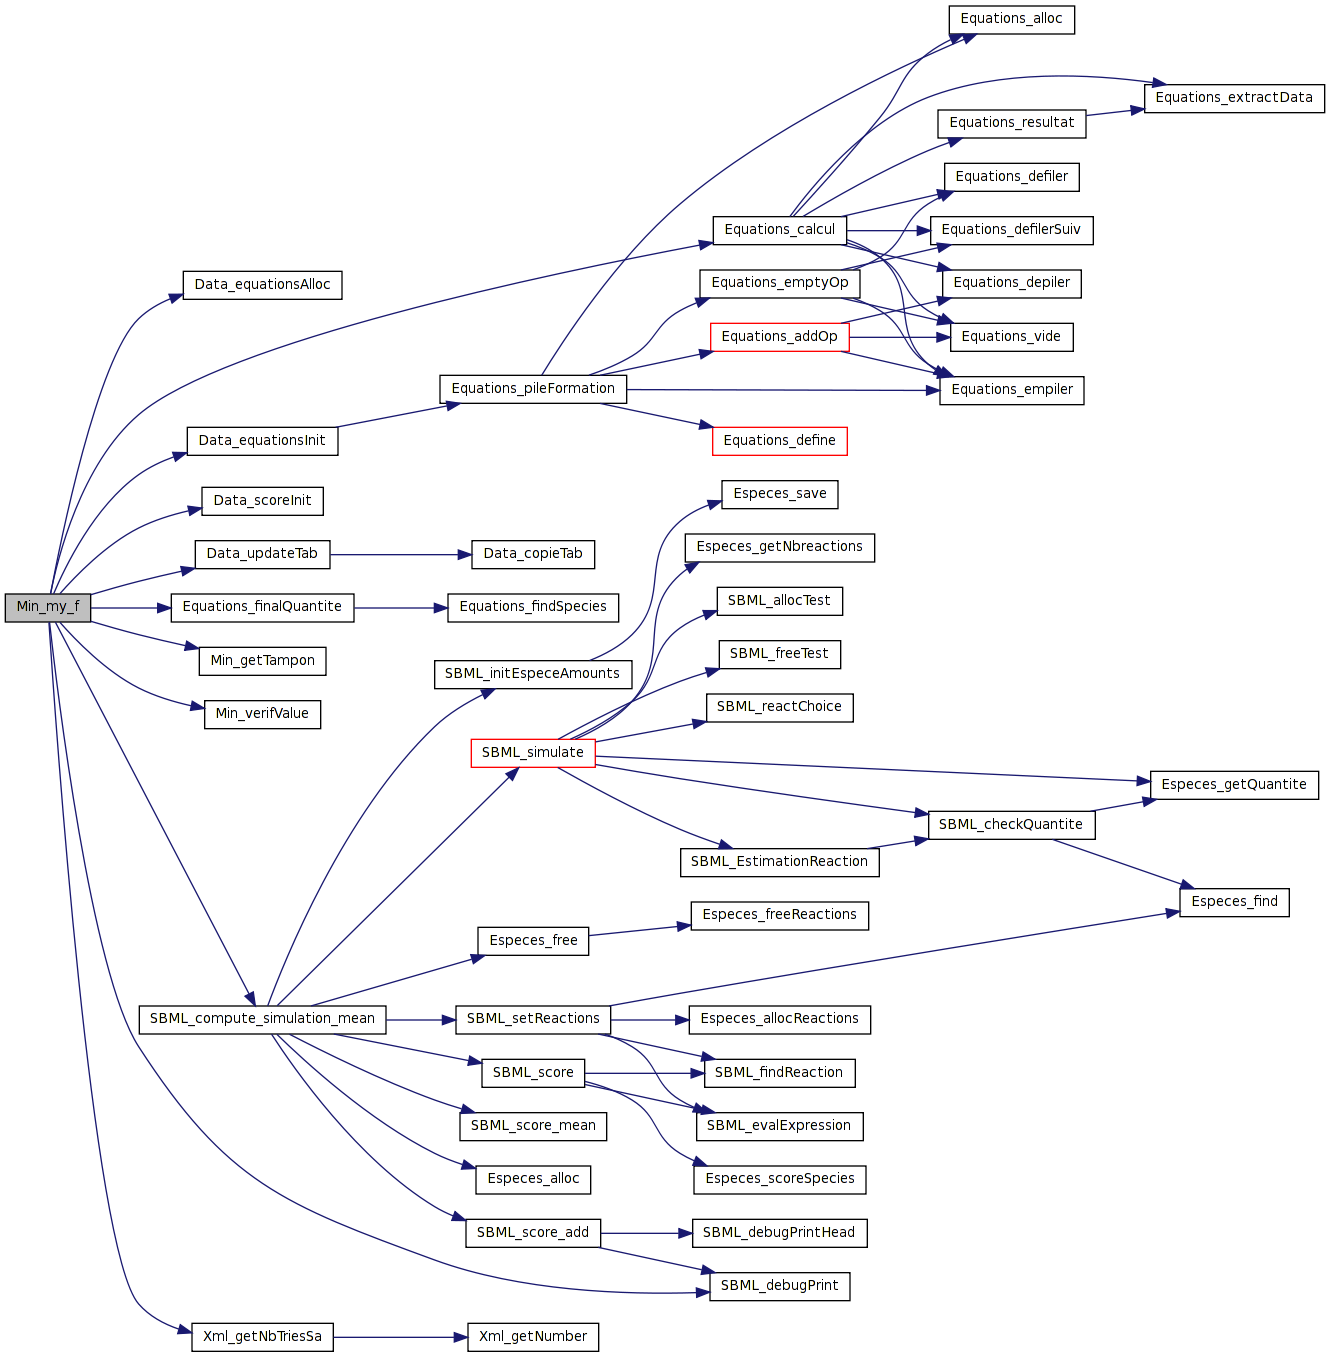 Equations_alloc
Equations_extractData
Equations_resultat
Equations_defiler
Equations_calcul
Equations_defilerSuiv
Data_equationsAlloc
Equations_emptyOp
Equations_depiler
Equations_addOp
Equations_vide
Equations_pileFormation
Equations_empiler
Data_equationsInit
Equations_define
Data_scoreInit
Especes_save
Data_updateTab
Data_copieTab
Especes_getNbreactions
Min_my_f
Equations_finalQuantite
Equations_findSpecies
SBML_allocTest
Min_getTampon
SBML_initEspeceAmounts
SBML_freeTest
Min_verifValue
SBML_reactChoice
SBML_simulate
Especes_getQuantite
SBML_checkQuantite
SBML_EstimationReaction
Especes_find
Especes_freeReactions
Especes_free
SBML_compute_simulation_mean
SBML_setReactions
Especes_allocReactions
SBML_score
SBML_findReaction
SBML_score_mean
SBML_evalExpression
Especes_alloc
Especes_scoreSpecies
SBML_score_add
SBML_debugPrintHead
SBML_debugPrint
Xml_getNbTriesSa
Xml_getNumber